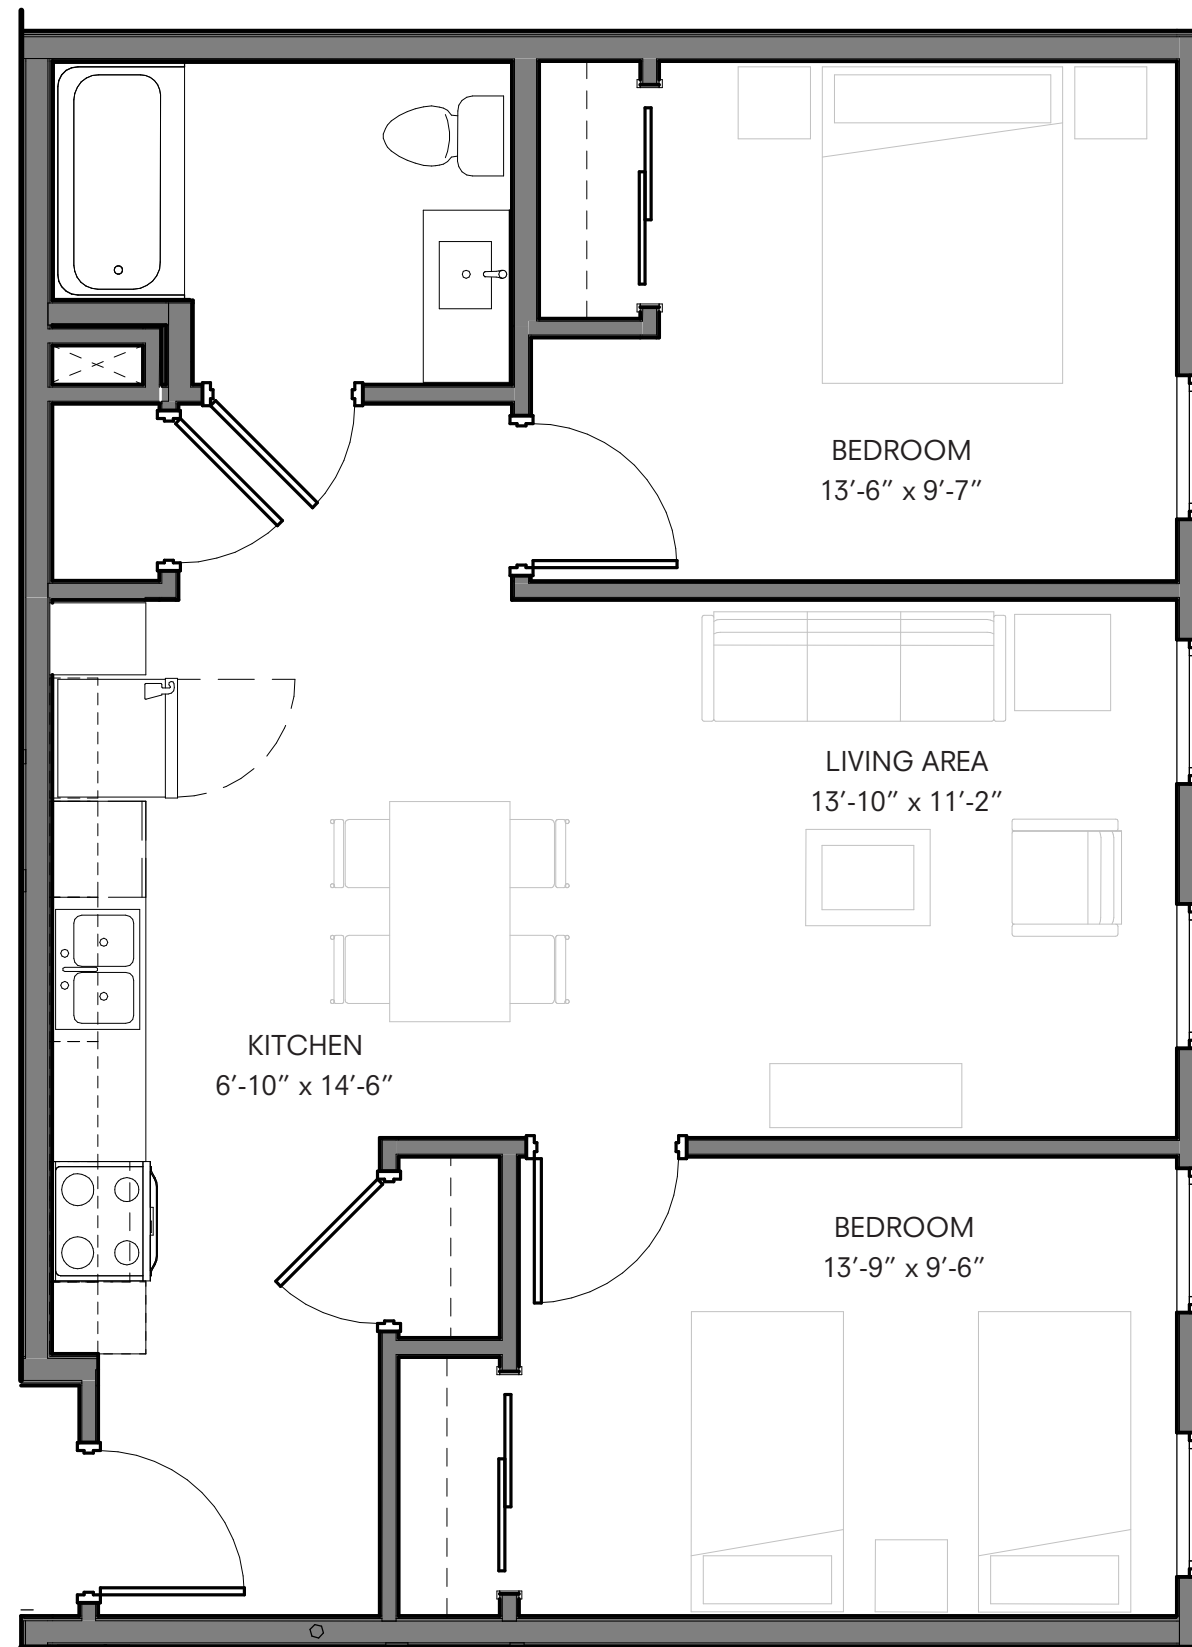 BEDROOM
13′-6″ x 9′-7″
LIVING AREA
13′-10″ x 11′-2″
KITCHEN
6′-10″ x 14′-6″
BEDROOM
13′-9″ x 9′-6″